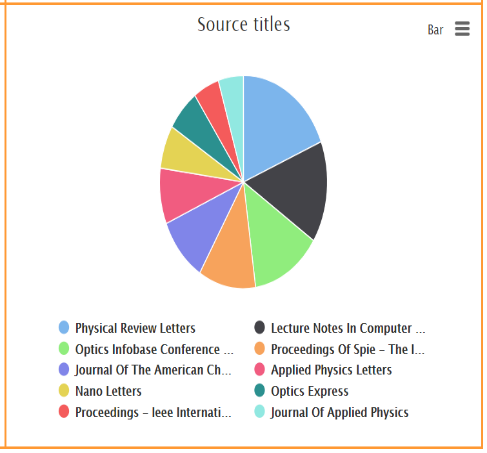 Source titles
Bar
Physical Review Letters
Lecture Notes In Computer ...
Optics Infobase Conference ...
Proceedings Of Spie - The I...
Journal Of The American Ch...
Applied Physics Letters
Nano Letters
Optics Express
Proceedings - Ieee Internati...
Journal Of Applied Physics